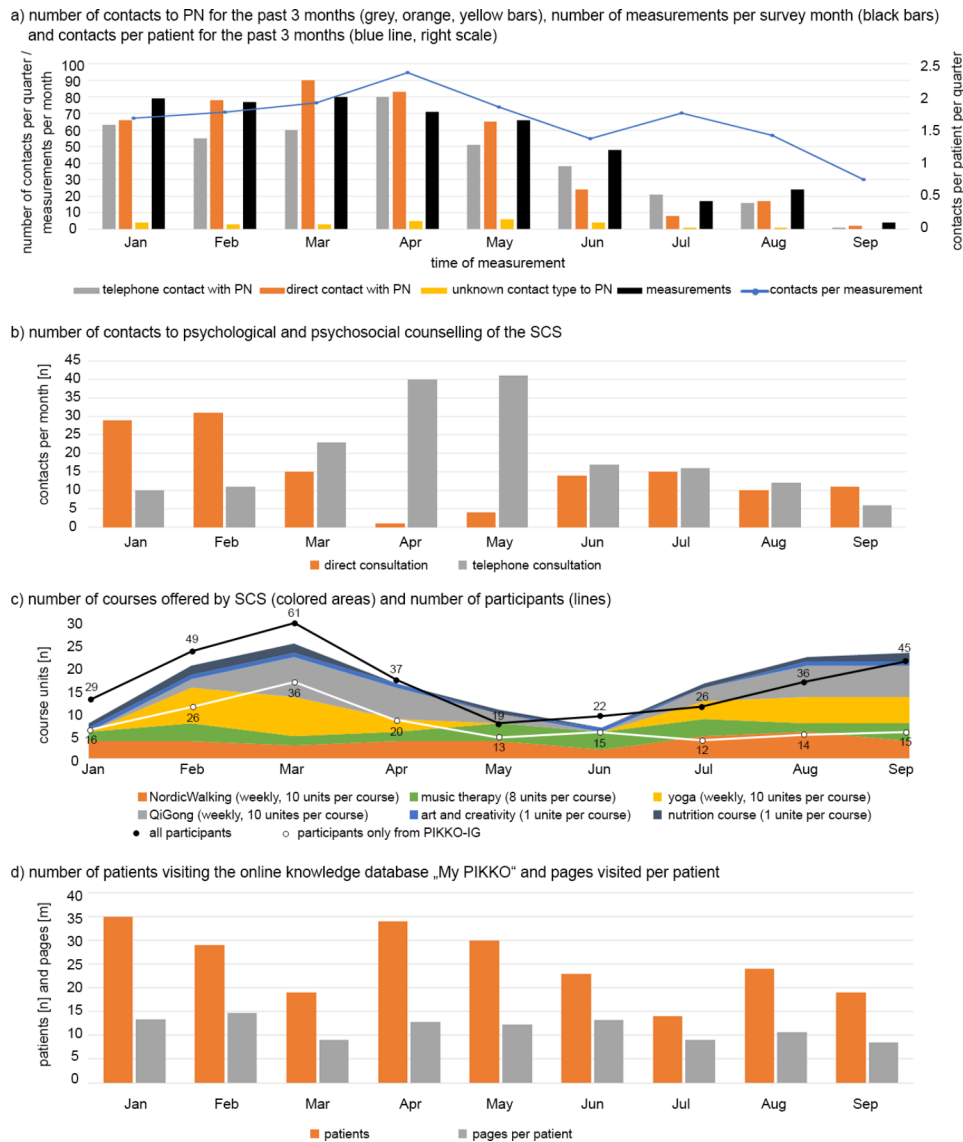 a) number of contacts to PN for the past 3 months (grey, orange, yellow bars), number of measurements per survey month (black bars)
and contacts per patient for the past 3 months (blue line, right scale)
number of contacts per quarter /
measurements per month
100
90
80
70
60
50
40
30
20
10
0
2.5
2
1.5
1
0.5
0
contacts per patient per quarter
Jan Feb Mar Apr May Jun Jul Aug Sep
time of measurement
telephone contact with PN direct contact with PN unknown contact type to PN measurements contacts per measurement
b) number of contacts to psychological and psychosocial counselling of the SCS
contacts per month [n]
45
40
35
30
25
20
15
10
5
0
Jan Feb Mar Apr May Jun Jul Aug Sep
direct consultation telephone consultation
c) number of courses offered by SCS (colored areas) and number of participants (lines)
course units [n]
30
25
20
15
10
5
0
29 49 61 37 19 22 26 36 45
16 26 36 20 13 15 12 14 15
Jan Feb Mar Apr May Jun Jul Aug Sep
NordicWalking (weekly, 10 units per course) music therapy (8 units per course) yoga (weekly, 10 unites per course)
QiGong (weekly, 10 unites per course) art and creativity (1 unite per course) nutrition course (1 unite per course)
all participants participants only from PIKKO-IG
d) number of patients visiting the online knowledge database „My PIKKO“ and pages visited per patient
patients [n] and pages [m]
40
35
30
25
20
15
10
5
0
Jan Feb Mar Apr May Jun Jul Aug Sep
patients pages per patient